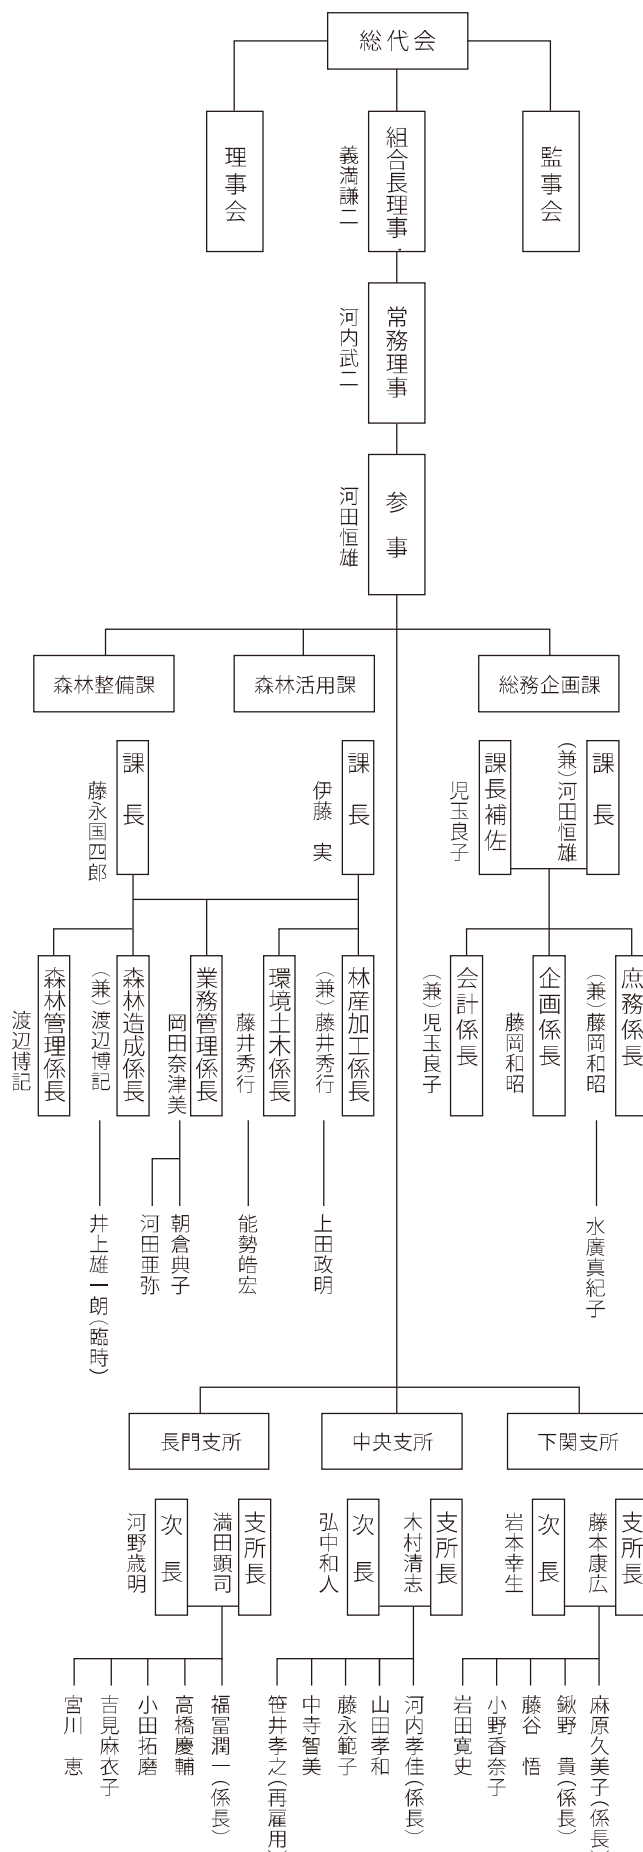 総代会
監事会
組合長理事
義満謙二
理事会
常務理事
河内武二
参事
河田恒雄
総務企画課
森林活用課
森林整備課
課長
（兼）河田恒雄
課長補佐
児玉良子
課長
伊藤　実
課長
藤永国四郎
庶務係長
（兼）藤岡和昭
企画係長
藤岡和昭
会計係長
（兼）児玉良子
林産加工係長
（兼）藤井秀行
環境土木係長
藤井秀行
業務管理係長
岡田奈津美
森林造成係長
（兼）渡辺博記
森林管理係長
渡辺博記
水廣真紀子
上田政明
能勢皓宏
朝倉典子
河田亜弥
井上雄一朗（臨時）
下関支所
中央支所
長門支所
支所長
藤本康広
次長
岩本幸生
支所長
木村清志
次長
弘中和人
支所長
満田顕司
次長
河野歳明
麻原久美子（係長）
鍬野　貴（係長）
藤谷　悟
小野香奈子
岩田寛史
河内孝佳（係長）
山田孝和
藤永範子
中寺智美
笹井孝之（再雇用）
福冨潤一（係長）
高橋慶輔
小田拓磨
吉見麻衣子
宮川　恵